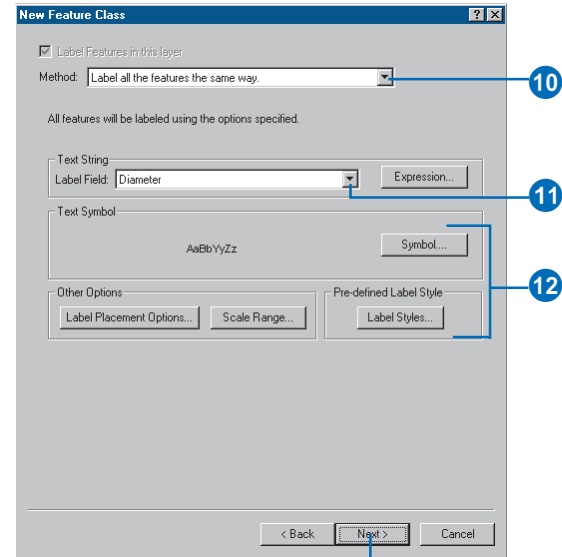 New Feature Class
? ×
Label Features in this layer
Method: Label all the features the same way.
10
All features will be labeled using the options specified.
Text String
Label Field: Diameter
Expression...
11
Text Symbol
AaBbYyZz
Symbol....
12
Other Options
Label Placement Options...
Scale Range...
Pre-defined Label Style
Label Styles...
< Back
Next >
Cancel